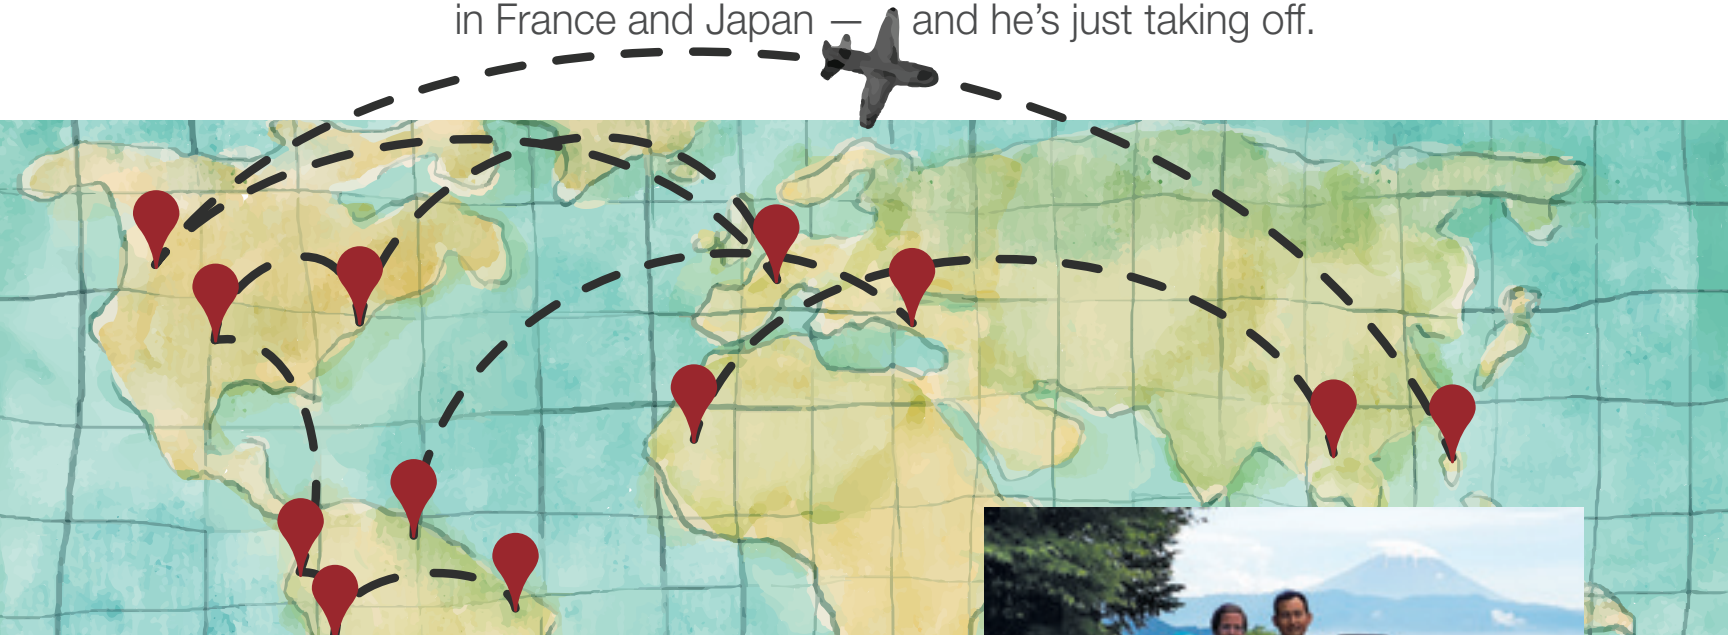 in France and Japan — and he’s just taking off.